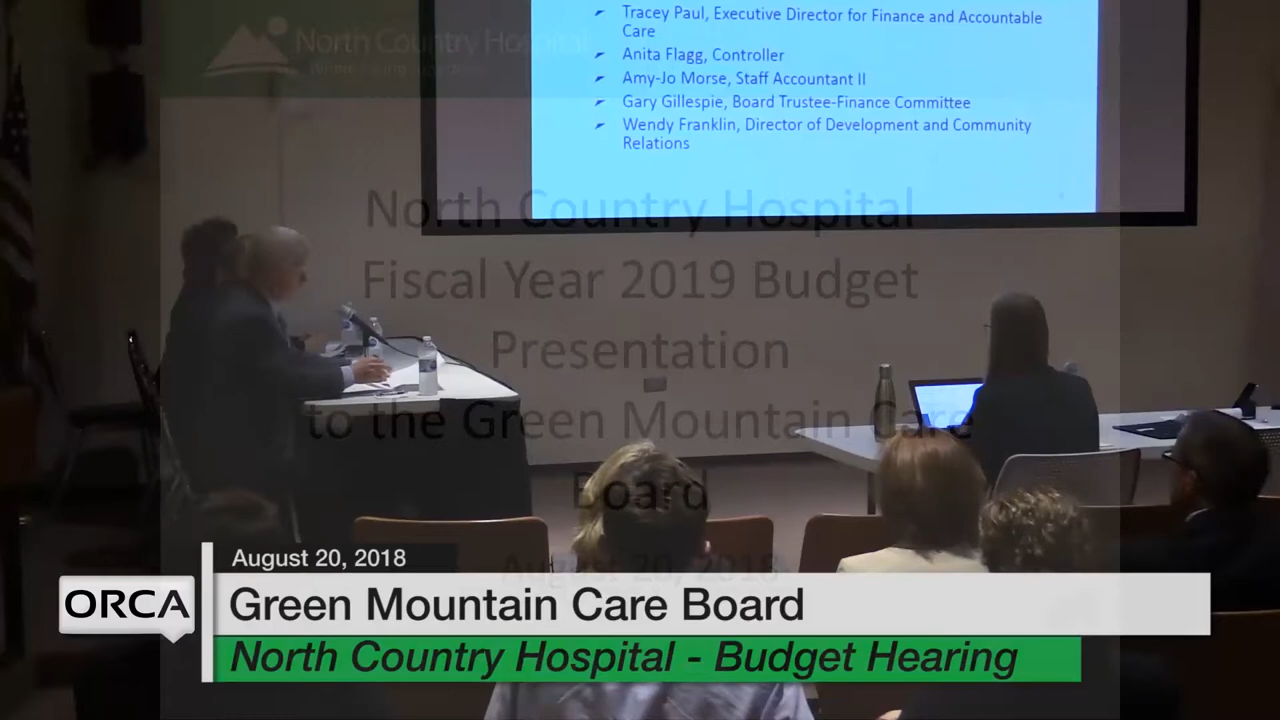 Tracey Paul, Executive Director for Finance and Accountable
Care
Anita Flagg, Controller
Amy-Jo Morse, Staff Accountant II
Gary Gillespie, Board Trustee-Finance Committee
Wendy Franklin, Director of Development and Community
Relations
North Country Hospital
North Country Hospital
Fiscal Year 2019 Budget
Presentation
to the Green Mountain Care
Board
August 20, 2018
August 20, 2018
ORCA
Green Mountain Care Board
North Country Hospital - Budget Hearing